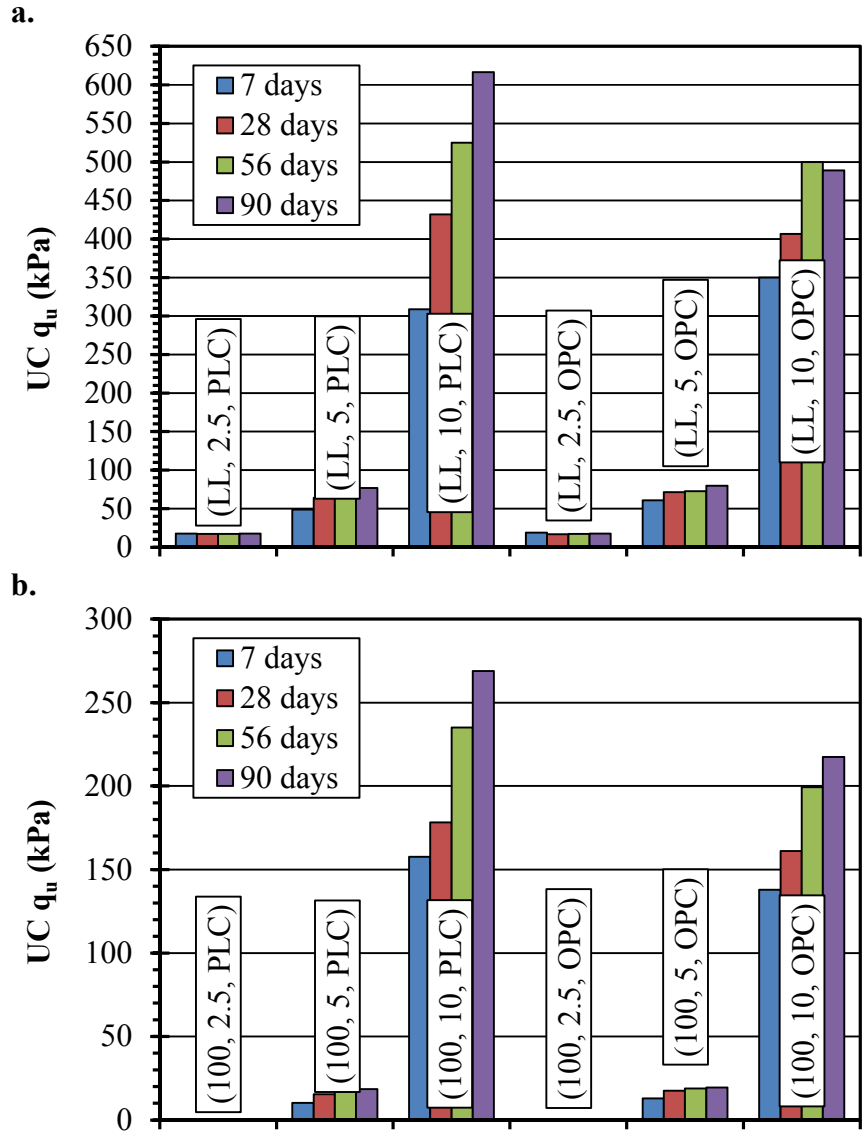 a.
650
600
550
500
450
400
350
300
250
200
150
100
50
0
UC qu (kPa)
7 days
28 days
56 days
90 days
(LL, 2.5, PLC)
(LL, 5, PLC)
(LL, 10, PLC)
(LL, 2.5, OPC)
(LL, 5, OPC)
(LL, 10, OPC)
b.
300
250
200
150
100
50
0
UC qu (kPa)
7 days
28 days
56 days
90 days
(100, 2.5, PLC)
(100, 5, PLC)
(100, 10, PLC)
(100, 2.5, OPC)
(100, 5, OPC)
(100, 10, OPC)